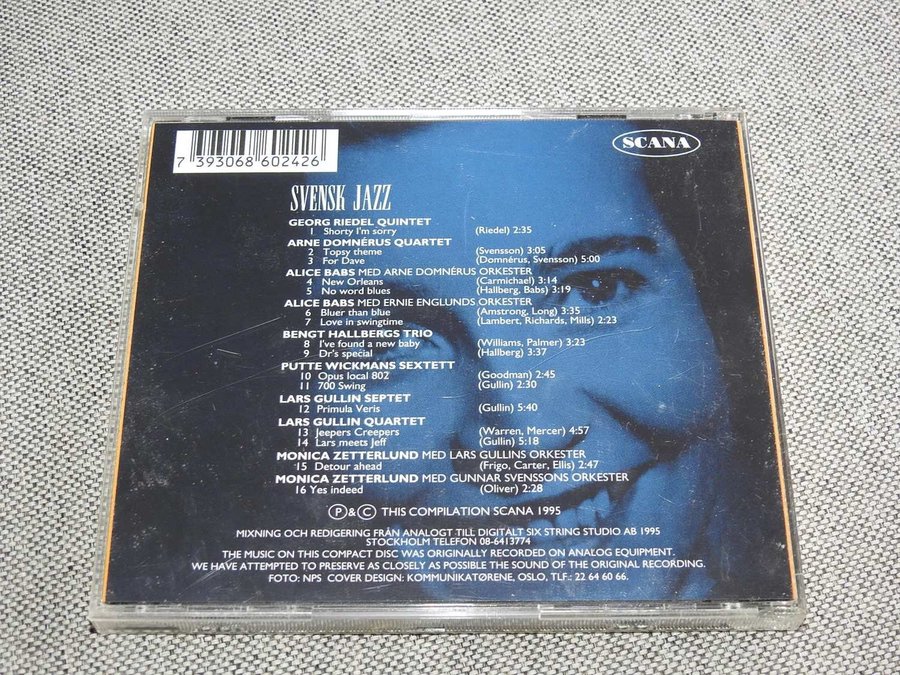 7 393068 602426
SCANA
SVENSK JAZZ
GEORG RIEDEL QUINTET
1 Shorty I'm sorry (Riedel) 2:35
ARNE DOMNÉRUS QUARTET
2 Topsy theme (Svensson) 3:05
3 For Dave (Domnérus, Svensson) 5:00
ALICE BABS MED ARNE DOMNÉRUS ORKESTER
4 New Orleans (Carmichael) 3:14
5 No word blues (Hallberg, Babs) 3:19
ALICE BABS MED ERNIE ENGLUNDS ORKESTER
6 Bluer than blue (Amstrong, Long) 3:35
7 Love in swingtime (Lambert, Richards, Mills) 2:23
BENGT HALLBERGS TRIO
8 I've found a new baby (Williams, Palmer) 3:23
9 Dr's special (Hallberg) 3:37
PUTTE WICKMANS SEXTETT
10 Opus local 802 (Goodman) 2:45
11 700 Swing (Gullin) 2:30
LARS GULLIN SEPTET
12 Primula Veris (Gullin) 5:40
LARS GULLIN QUARTET
13 Jeepers Creepers (Warren, Mercer) 4:57
14 Lars meets Jeff (Gullin) 5:18
MONICA ZETTERLUND MED LARS GULLINS ORKESTER
15 Detour ahead (Frigo, Carter, Ellis) 2:47
MONICA ZETTERLUND MED GUNNAR SVENSSONS ORKESTER
16 Yes indeed (Oliver) 2:28
Ⓟ & © THIS COMPILATION SCANA 1995
MIXNING OCH REDIGERING FRÅN ANALOGT TILL DIGITALT SIX STRING STUDIO AB 1995
STOCKHOLM TELEFON 08-6413774
THE MUSIC ON THIS COMPACT DISC WAS ORIGINALLY RECORDED ON ANALOG EQUIPMENT.
WE HAVE ATTEMPTED TO PRESERVE AS CLOSELY AS POSSIBLE THE SOUND OF THE ORIGINAL RECORDING.
FOTO: NPS COVER DESIGN: KOMMUNIKATØRENE, OSLO, TLF.: 22 64 60 66.